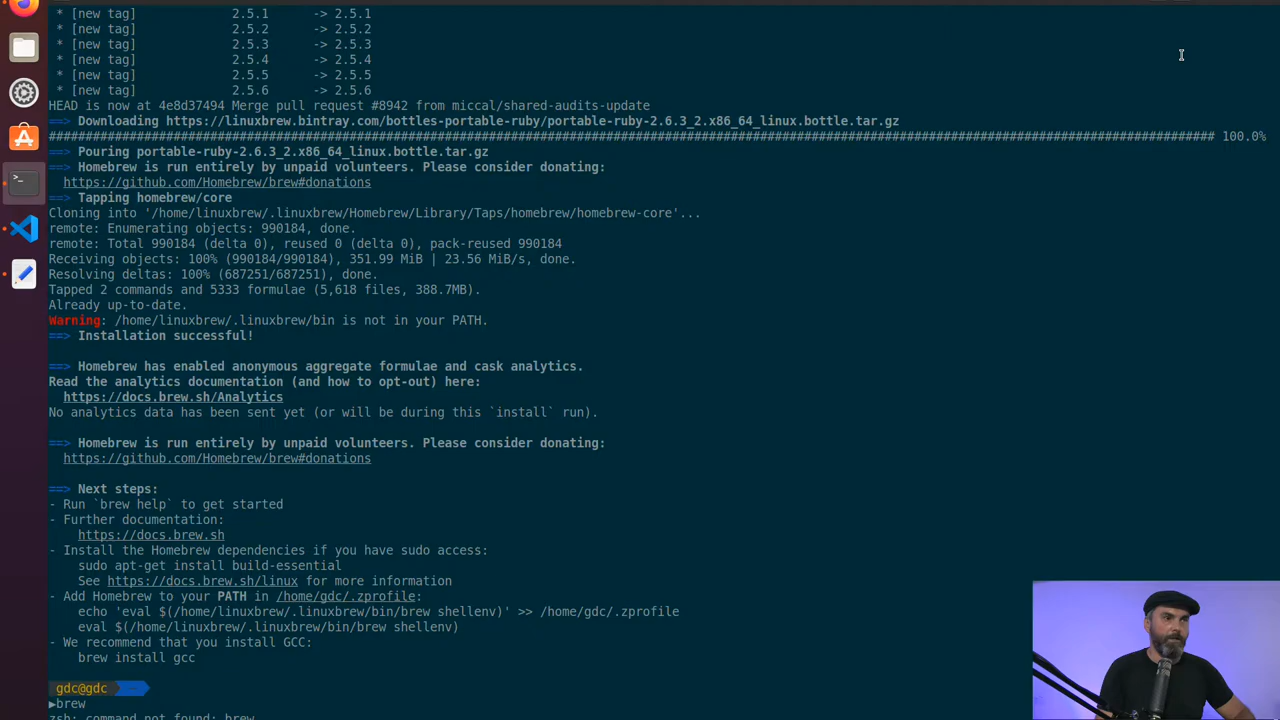 * [new tag] 2.5.1 -> 2.5.1
* [new tag] 2.5.2 -> 2.5.2
* [new tag] 2.5.3 -> 2.5.3
* [new tag] 2.5.4 -> 2.5.4
* [new tag] 2.5.5 -> 2.5.5
* [new tag] 2.5.6 -> 2.5.6
HEAD is now at 4e8d37494 Merge pull request #8942 from miccal/shared-audits-update
==> Downloading https://linuxbrew.bintray.com/bottles-portable-ruby/portable-ruby-2.6.3_2.x86_64_linux.bottle.tar.gz
######################################################################## 100.0%
==> Pouring portable-ruby-2.6.3_2.x86_64_linux.bottle.tar.gz
==> Homebrew is run entirely by unpaid volunteers. Please consider donating:
https://github.com/Homebrew/brew#donations
==> Tapping homebrew/core
Cloning into '/home/linuxbrew/.linuxbrew/Homebrew/Library/Taps/homebrew/homebrew-core'...
remote: Enumerating objects: 990184, done.
remote: Total 990184 (delta 0), reused 0 (delta 0), pack-reused 990184
Receiving objects: 100% (990184/990184), 351.99 MiB | 23.56 MiB/s, done.
Resolving deltas: 100% (687251/687251), done.
Tapped 2 commands and 5333 formulae (5,618 files, 388.7MB).
Already up-to-date.
Warning: /home/linuxbrew/.linuxbrew/bin is not in your PATH.
==> Installation successful!
==> Homebrew has enabled anonymous aggregate formulae and cask analytics.
Read the analytics documentation (and how to opt-out) here:
https://docs.brew.sh/Analytics
No analytics data has been sent yet (or will be during this `install` run).
==> Homebrew is run entirely by unpaid volunteers. Please consider donating:
https://github.com/Homebrew/brew#donations
==> Next steps:
- Run `brew help` to get started
- Further documentation:
https://docs.brew.sh
- Install the Homebrew dependencies if you have sudo access:
sudo apt-get install build-essential
See https://docs.brew.sh/linux for more information
- Add Homebrew to your PATH in /home/gdc/.zprofile:
echo 'eval $(/home/linuxbrew/.linuxbrew/bin/brew shellenv)' >> /home/gdc/.zprofile
eval $(/home/linuxbrew/.linuxbrew/bin/brew shellenv)
- We recommend that you install GCC:
brew install gcc
gdc@gdc ~
▶brew
zsh: command not found: brew